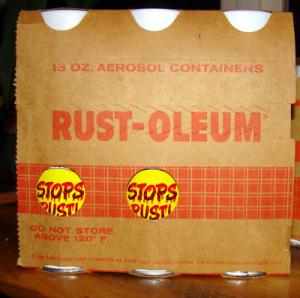 13 OZ. AEROSOL CONTAINERS
RUST-OLEUM®
STOPS
RUST!
STOPS
RUST!
DO NOT STORE
ABOVE 120° F.